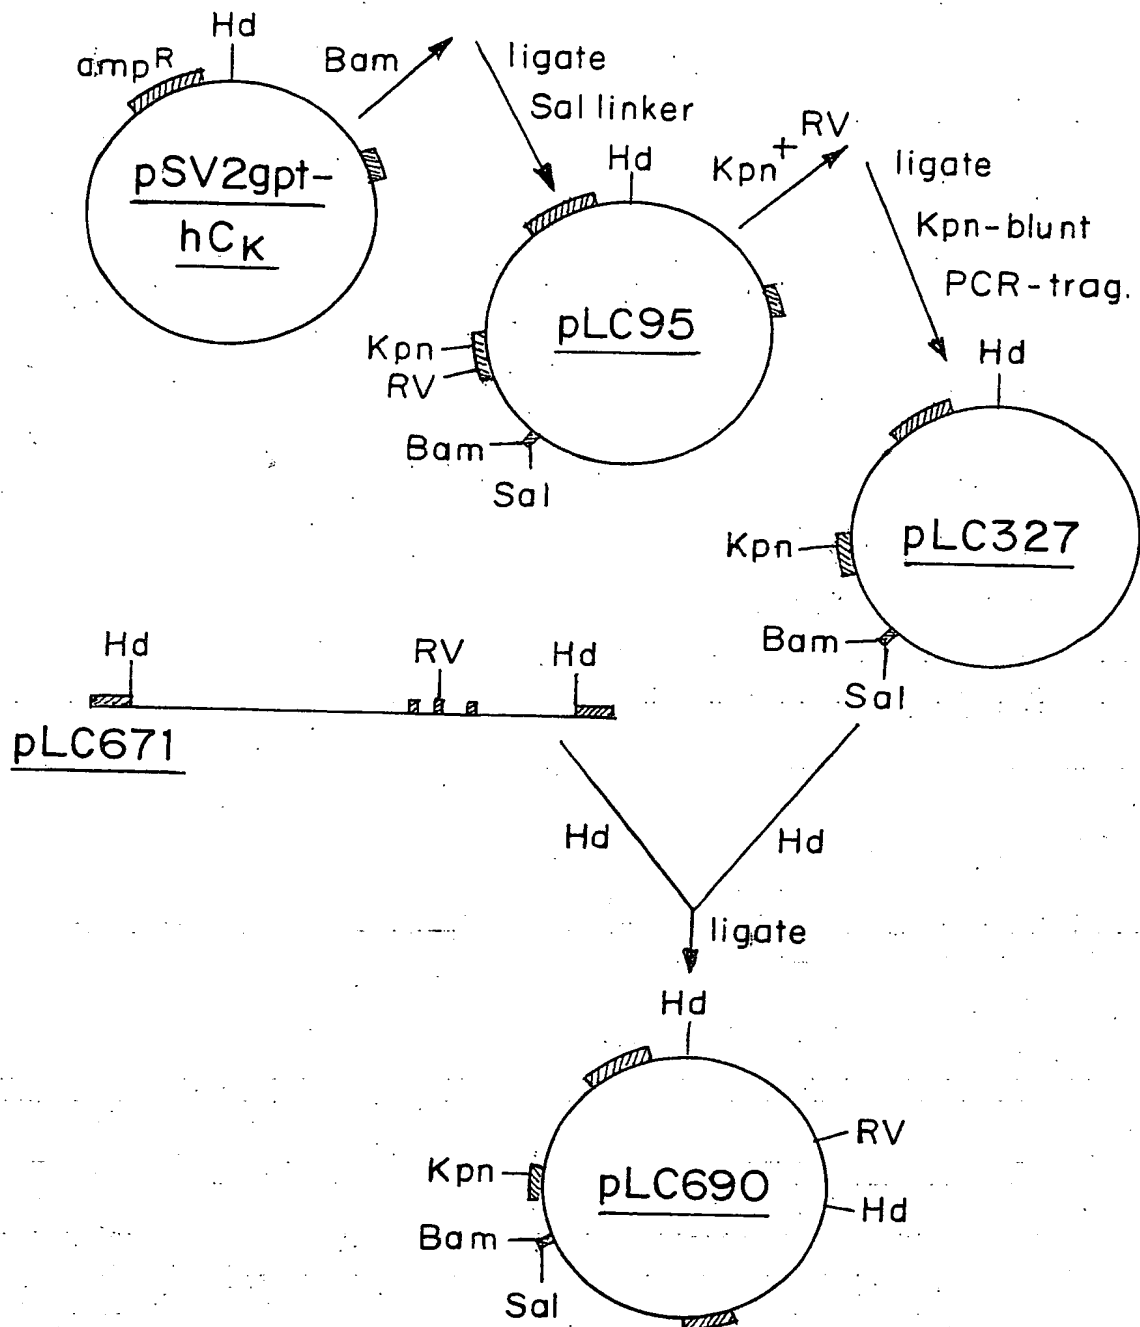 Hd
ampR
Bam
ligate
Sal linker
pSV2gpt-
hCK
Hd
Kpn + RV
ligate
Kpn-blunt
PCR-trag.
pLC95
Kpn
RV
Bam
Sal
Hd
pLC327
Kpn
Bam
Sal
Hd
RV
Hd
pLC671
Hd
Hd
ligate
Hd
RV
Hd
pLC690
Kpn
Bam
Sal